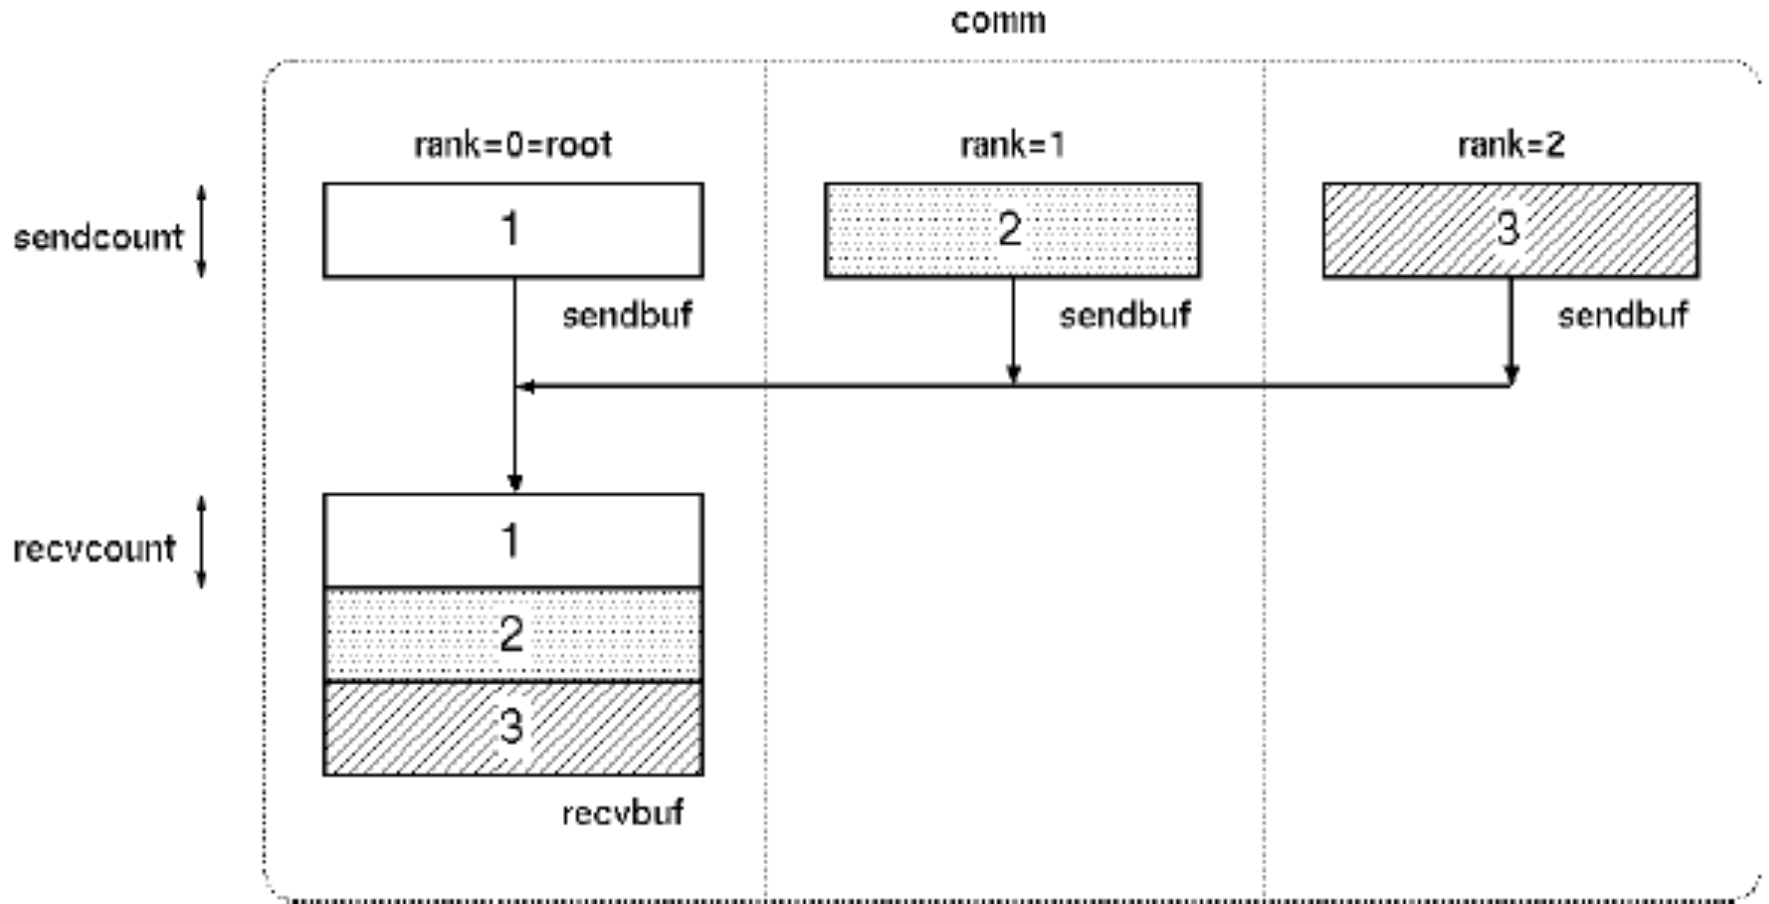 comm
rank=0=root
rank=1
rank=2
sendcount
1
2
3
sendbuf
sendbuf
sendbuf
recvcount
1
2
3
recvbuf